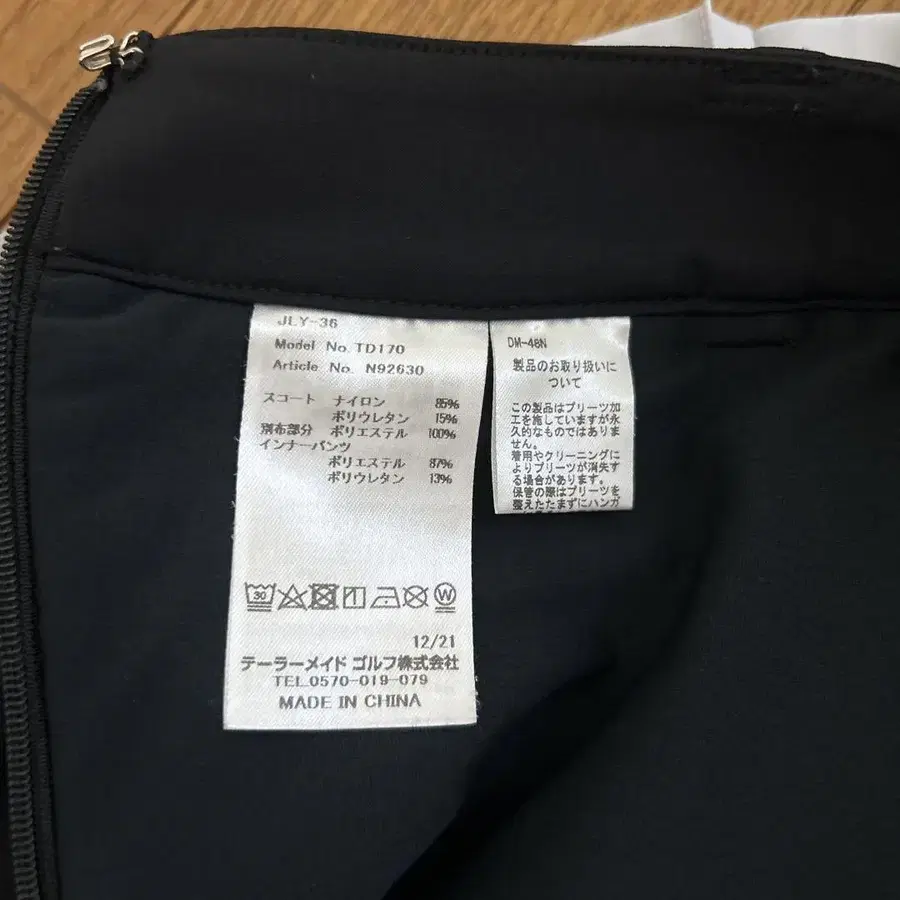 JLY-36
Model No. TD170
Article No. N92630
スコート ナイロン 85%
ポリウレタン 15%
別布部分 ポリエステル 100%
インナーパンツ
ポリエステル 87%
ポリウレタン 13%
30
W
12/21
テーラーメイド ゴルフ株式会社
TEL.0570-019-079
MADE IN CHINA
DM-48N
製品のお取り扱いに
ついて
この製品はプリーツ加
工を施していますが永
久的なものではありま
せん。
着用やクリーニングに
よりプリーツが消失す
る場合があります。
保管の際はプリーツを
整えたたまずにハンガ